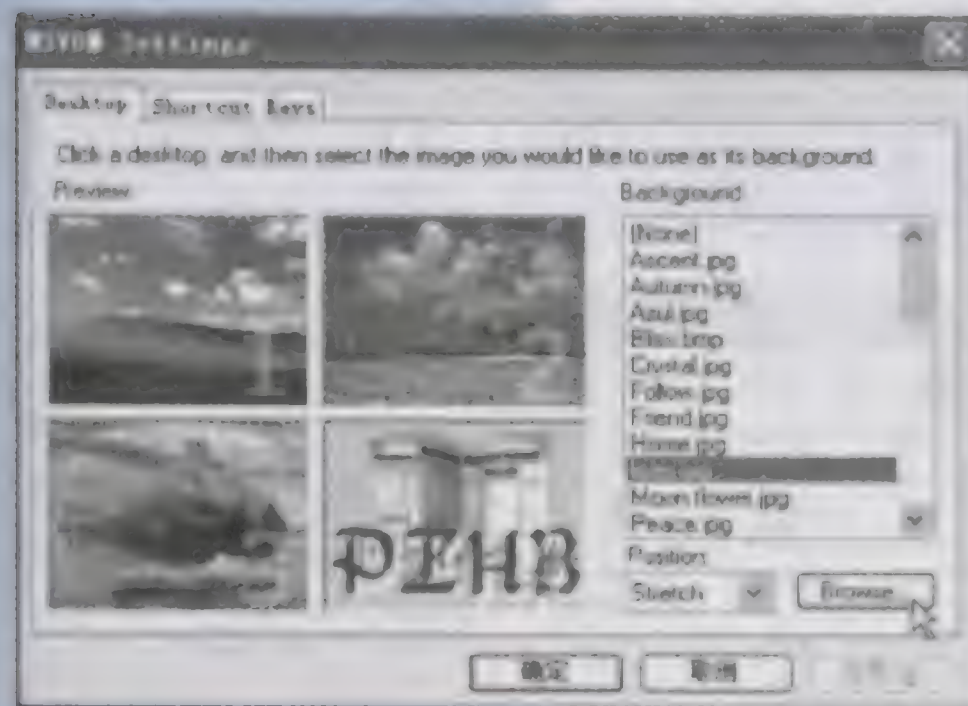 MSVDM Settings
Desktop
Shortcut Keys
Click a desktop, and then select the image you would like to use as its background.
Preview
Background
(None)
Ascent.jpg
Autumn.jpg
Azul.jpg
Bliss.bmp
Crystal.jpg
Follow.jpg
Friend.jpg
Home.jpg
Moon flower.jpg
Peace.jpg
PEHB
Position
Stretch
Browse...
确定
取消